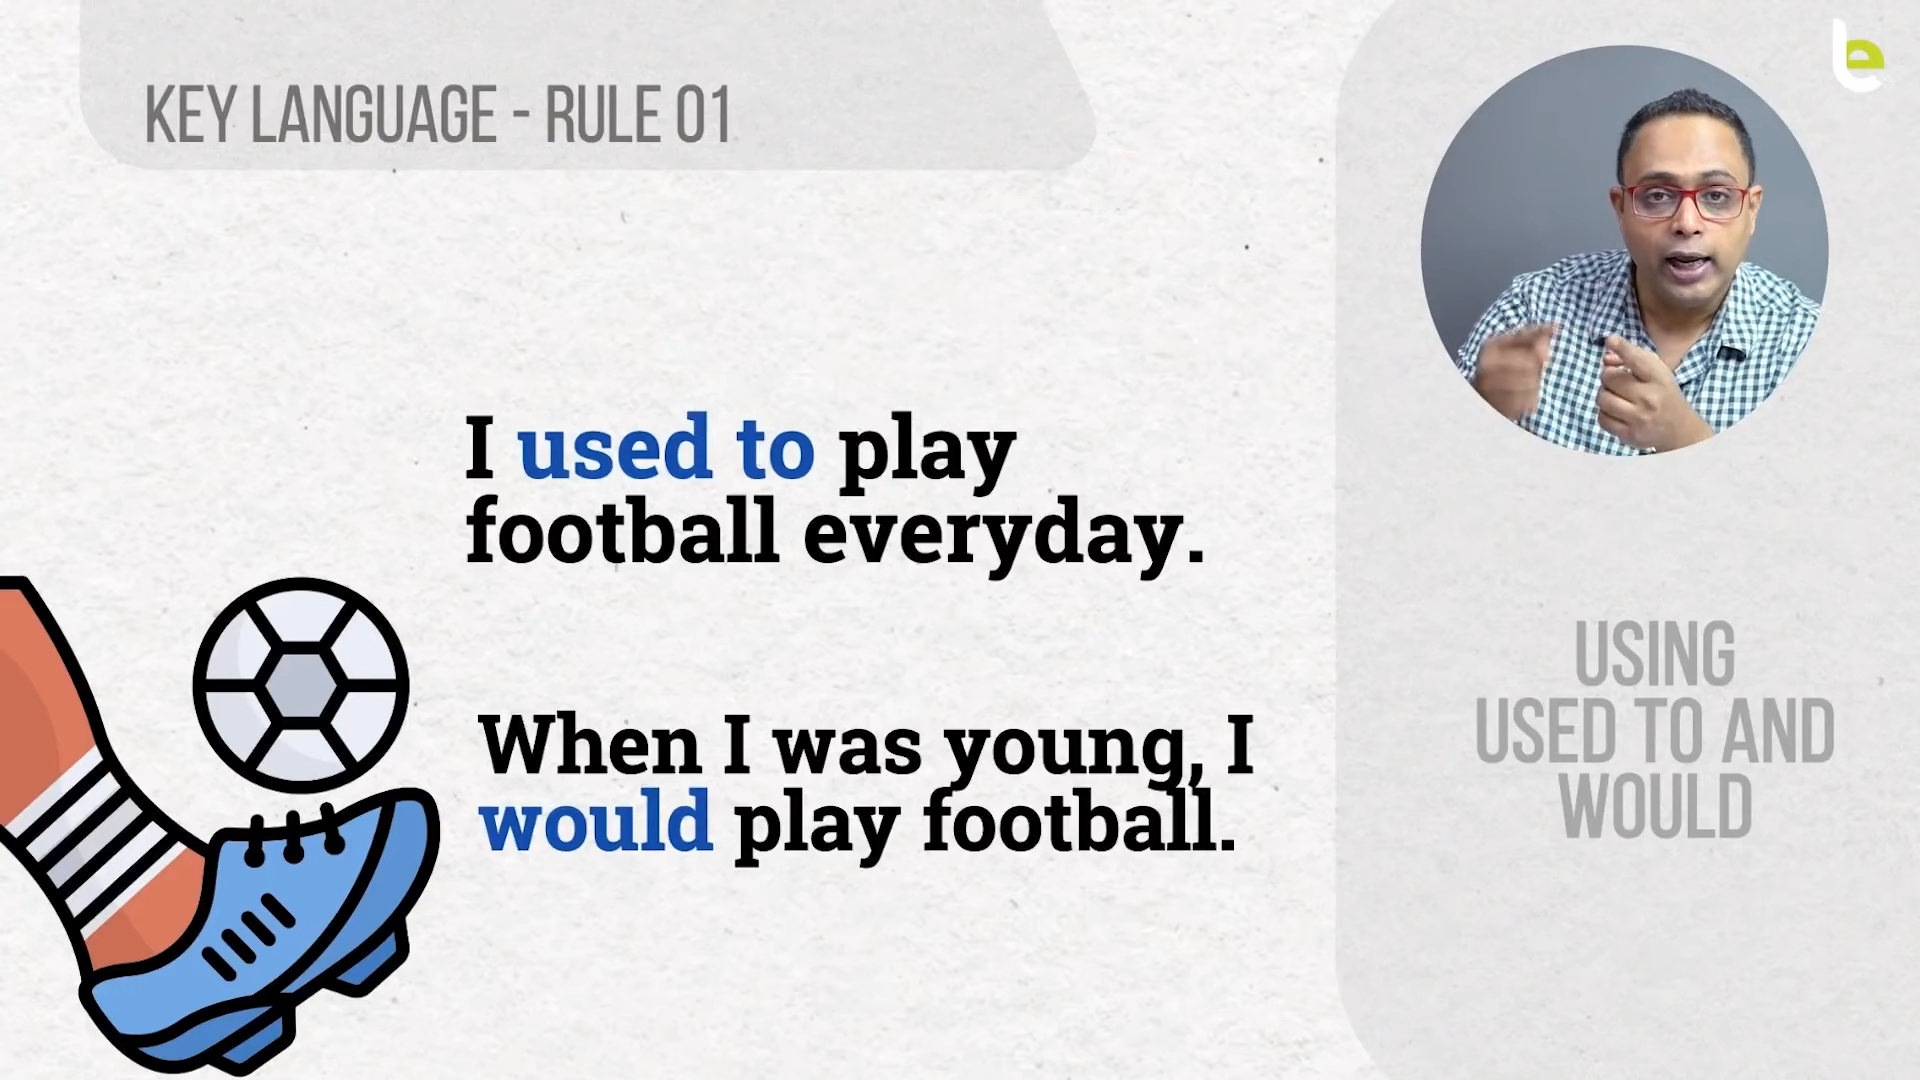 KEY LANGUAGE - RULE 01
I used to play
football everyday.
When I was young, I
would play football.
USING
USED TO AND
WOULD